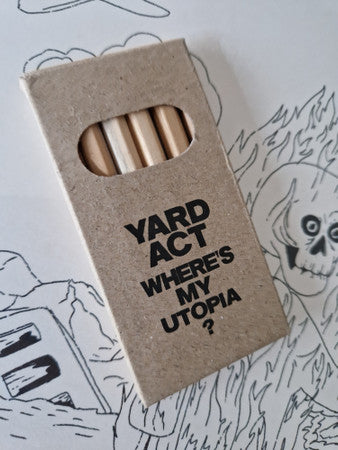 YARD
ACT
WHERE'S
MY
UTOPIA
?